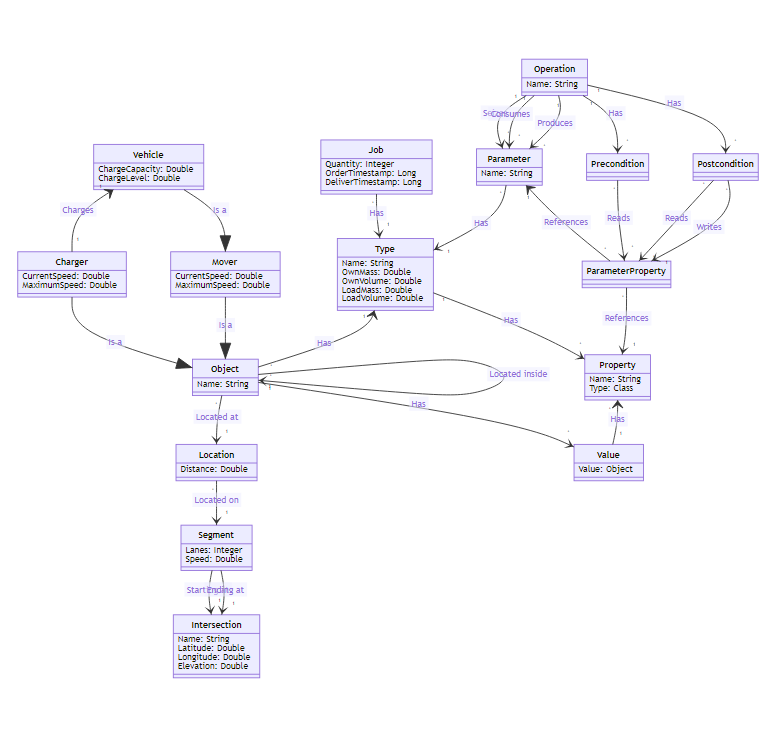 Operation
Name: String
Consumes
Produces
Has
Has
Job
Quantity: Integer
OrderTimestamp: Long
DeliverTimestamp: Long
Vehicle
ChargeCapacity: Double
ChargeLevel: Double
Parameter
Name: String
Precondition
Postcondition
Charges
Is a
Has
Has
References
Reads
Reads
Writes
Charger
CurrentSpeed: Double
MaximumSpeed: Double
Mover
CurrentSpeed: Double
MaximumSpeed: Double
Type
Name: String
OwnMass: Double
OwnVolume: Double
LoadMass: Double
LoadVolume: Double
ParameterProperty
Is a
Is a
Has
Has
References
Object
Name: String
Located inside
Property
Name: String
Type: Class
Located at
Has
Has
Location
Distance: Double
Value
Value: Object
Located on
Segment
Lanes: Integer
Speed: Double
Start
Ending at
Intersection
Name: String
Latitude: Double
Longitude: Double
Elevation: Double